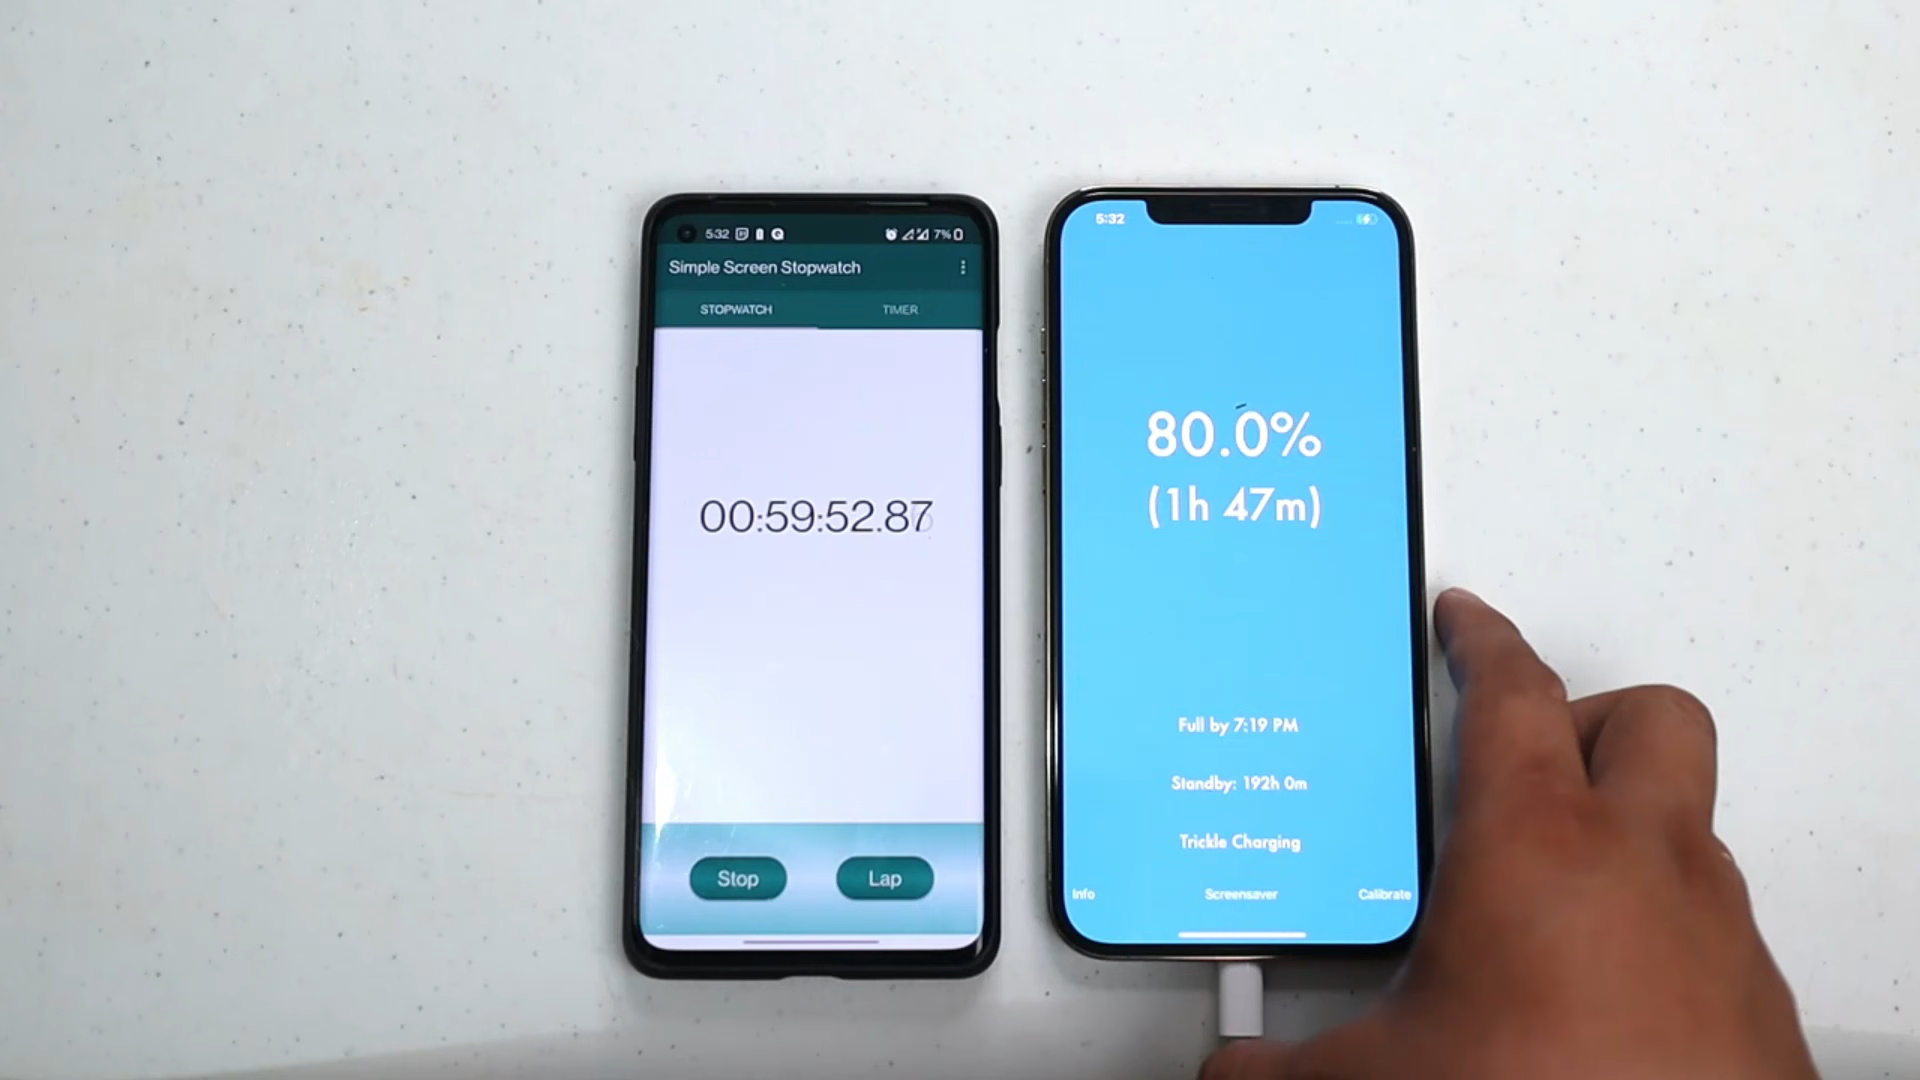 5:32 7%
Simple Screen Stopwatch
STOPWATCH TIMER
00:59:52.87
Stop Lap
5:32
80.0%
(1h 47m)
Full by 7:19 PM
Standby: 192h 0m
Trickle Charging
Info Screensaver Calibrate